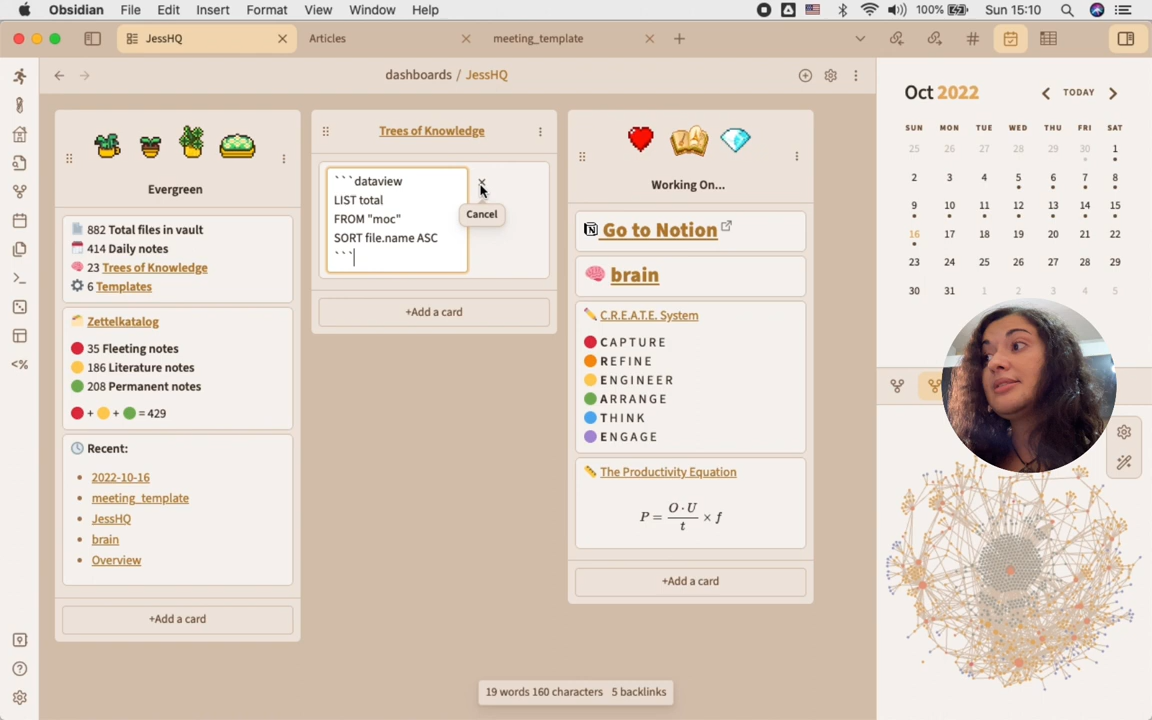 Obsidian File Edit Insert Format View Window Help
100% Sun 15:10
JessHQ
Articles
meeting_template
dashboards / JessHQ
Evergreen
882 Total files in vault
414 Daily notes
23 Trees of Knowledge
6 Templates
Zettelkatalog
35 Fleeting notes
186 Literature notes
208 Permanent notes
+ + = 429
Recent:
2022-10-16
meeting_template
JessHQ
brain
Overview
+Add a card
Trees of Knowledge
```dataview
LIST total
FROM "moc"
SORT file.name ASC
```
Cancel
+Add a card
Working On...
Go to Notion
brain
C.R.E.A.T.E. System
CAPTURE
REFINE
ENGINEER
ARRANGE
THINK
ENGAGE
The Productivity Equation
P = O · U / t × f
+Add a card
19 words 160 characters 5 backlinks
Oct 2022
TODAY
SUN MON TUE WED THU FRI SAT
25 26 27 28 29 30 1
2 3 4 5 6 7 8
9 10 11 12 13 14 15
16 17 18 19 20 21 22
23 24 25 26 27 28 29
30 31 1 2 3 4 5
<%